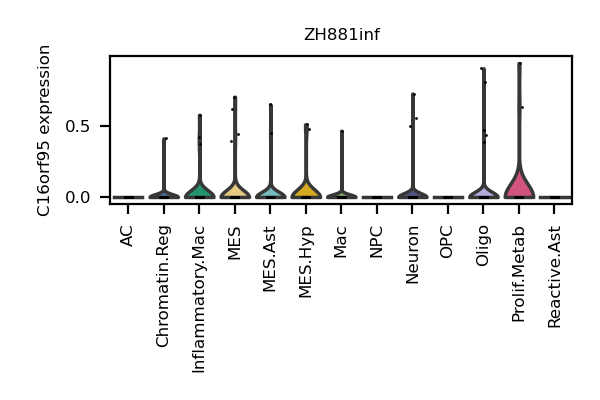 ZH881inf
C16orf95 expression
0.5
0.0
AC
Chromatin.Reg
Inflammatory.Mac
MES
MES.Ast
MES.Hyp
Mac
NPC
Neuron
OPC
Oligo
Prolif.Metab
Reactive.Ast